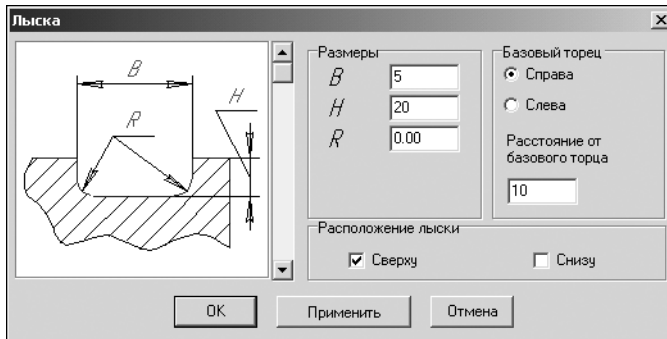 Лыска
B
H
R
Размеры
B 5
H 20
R 0.00
Базовый торец
Справа
Слева
Расстояние от
базового торца
10
Расположение лыски
Сверху
Снизу
OK
Применить
Отмена